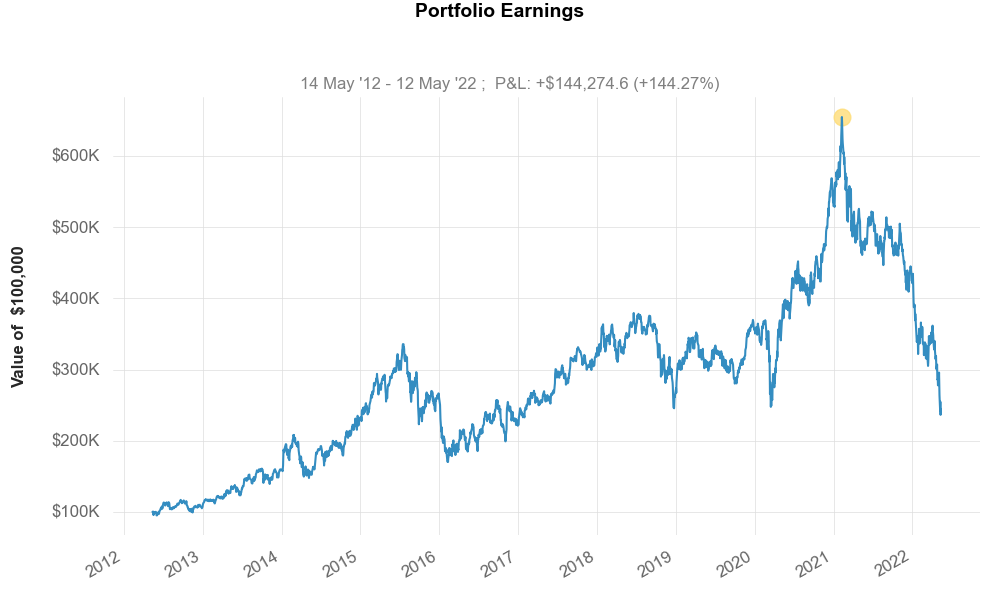 Portfolio Earnings
14 May '12 - 12 May '22 ;  P&L: +$144,274.6 (+144.27%)
Value of  $100,000
$600K
$500K
$400K
$300K
$200K
$100K
2012
2013
2014
2015
2016
2017
2018
2019
2020
2021
2022